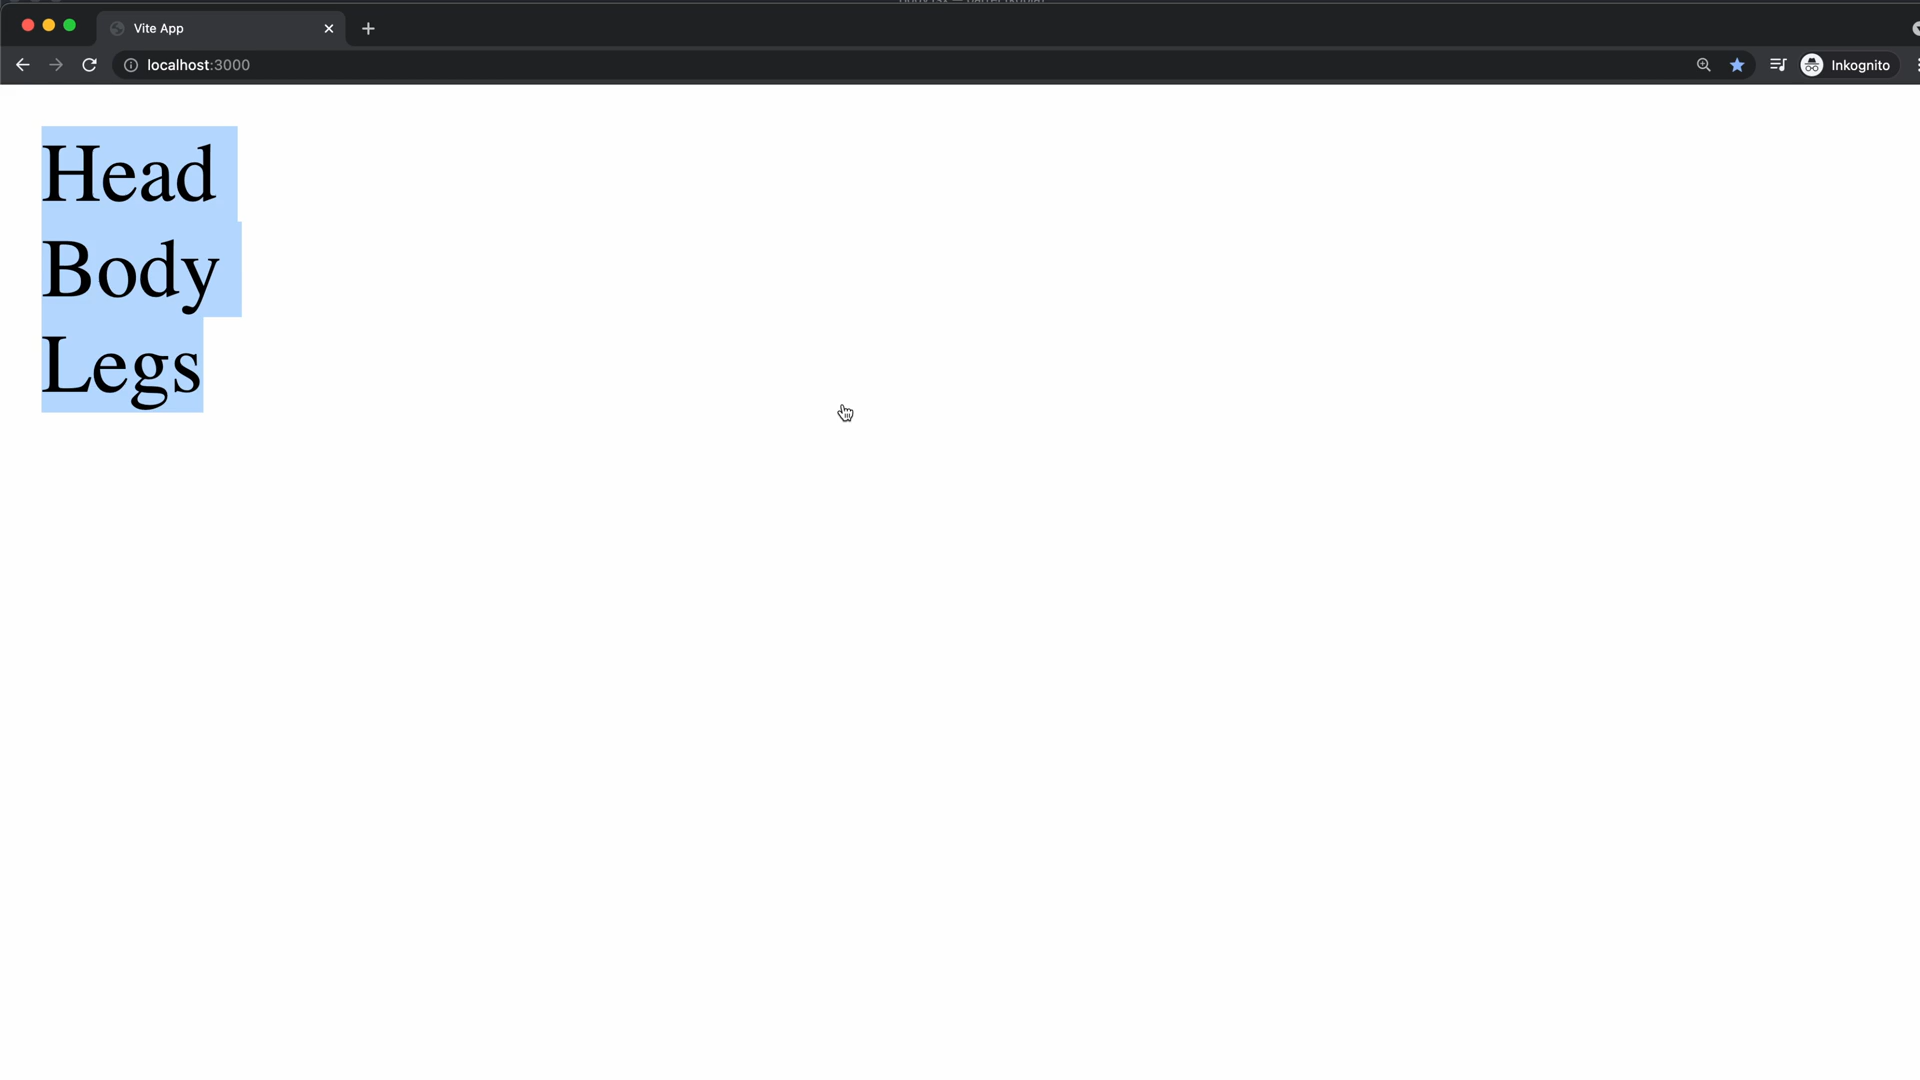 Vite App
localhost:3000
Inkognito
Head
Body
Legs